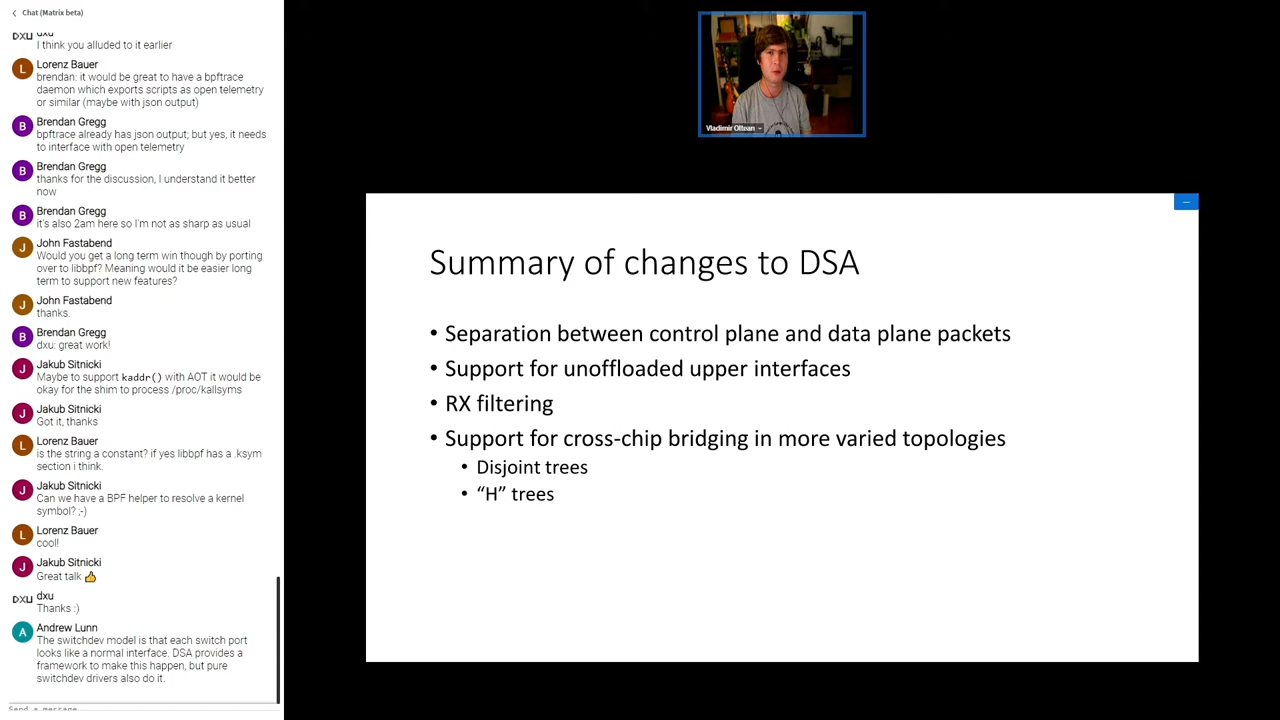 Chat (Matrix beta)
DXU dxu
I think you alluded to it earlier
L Lorenz Bauer
brendan: it would be great to have a bpftrace
daemon which exports scripts as open telemetry
or similar (maybe with json output)
B Brendan Gregg
bpftrace already has json output; but yes, it needs
to interface with open telemetry
B Brendan Gregg
thanks for the discussion, I understand it better
now
B Brendan Gregg
it's also 2am here so I'm not as sharp as usual
J John Fastabend
Would you get a long term win though by porting
over to libbpf? Meaning would it be easier long
term to support new features?
J John Fastabend
thanks.
B Brendan Gregg
dxu: great work!
J Jakub Sitnicki
Maybe to support kaddr() with AOT it would be
okay for the shim to process /proc/kallsyms
J Jakub Sitnicki
Got it, thanks
L Lorenz Bauer
is the string a constant? if yes libbpf has a .ksym
section i think.
J Jakub Sitnicki
Can we have a BPF helper to resolve a kernel
symbol? ;-)
L Lorenz Bauer
cool!
J Jakub Sitnicki
Great talk 👍
DXU dxu
Thanks :)
A Andrew Lunn
The switchdev model is that each switch port
looks like a normal interface. DSA provides a
framework to make this happen, but pure
switchdev drivers also do it.
Send a message
Vladimir Oltean
Summary of changes to DSA
• Separation between control plane and data plane packets
• Support for unoffloaded upper interfaces
• RX filtering
• Support for cross-chip bridging in more varied topologies
• Disjoint trees
• “H” trees